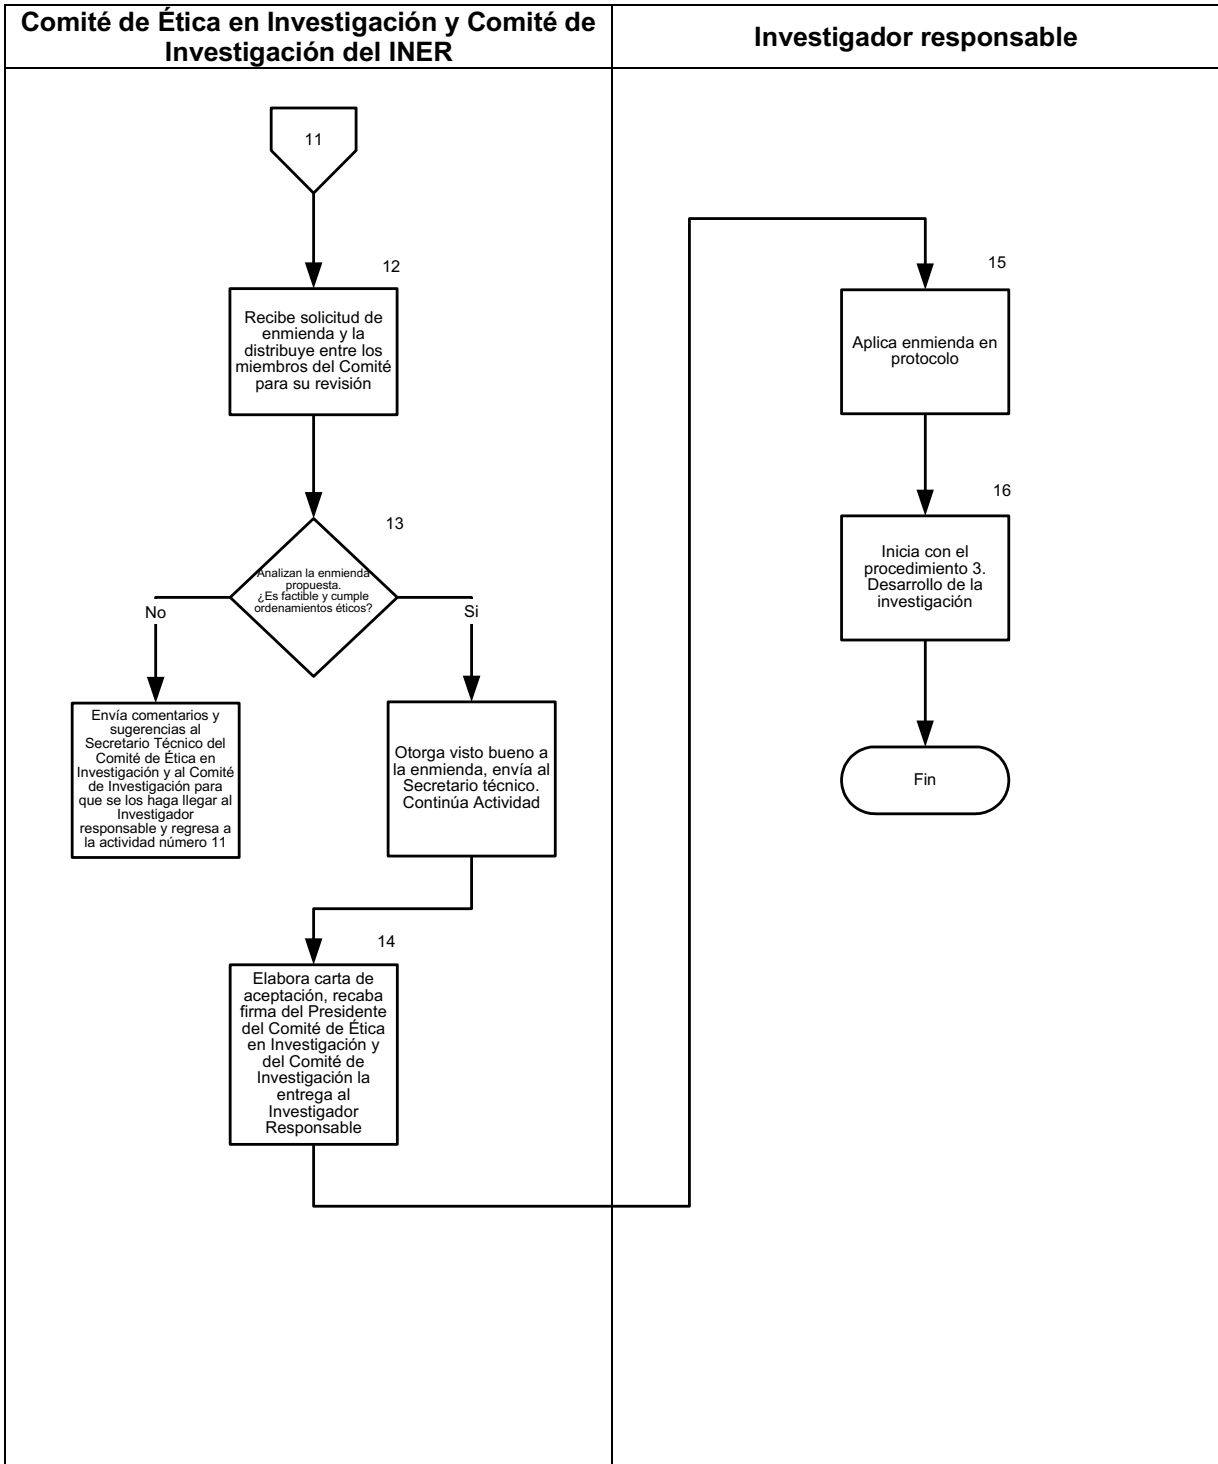 Comité de Ética en Investigación y Comité de
Investigación del INER
Investigador responsable
11
12
Recibe solicitud de
enmienda y la
distribuye entre los
miembros del Comité
para su revisión
13
Analizan la enmienda
propuesta.
¿Es factible y cumple
ordenamientos éticos?
No
Si
Envía comentarios y
sugerencias al
Secretario Técnico del
Comité de Ética en
Investigación y al Comité
de Investigación para
que se los haga llegar al
Investigador
responsable y regresa a
la actividad número 11
Otorga visto bueno a
la enmienda, envía al
Secretario técnico.
Continúa Actividad
14
Elabora carta de
aceptación, recaba
firma del Presidente
del Comité de Ética
en Investigación y
del Comité de
Investigación la
entrega al
Investigador
Responsable
15
Aplica enmienda en
protocolo
16
Inicia con el
procedimiento 3.
Desarrollo de la
investigación
Fin